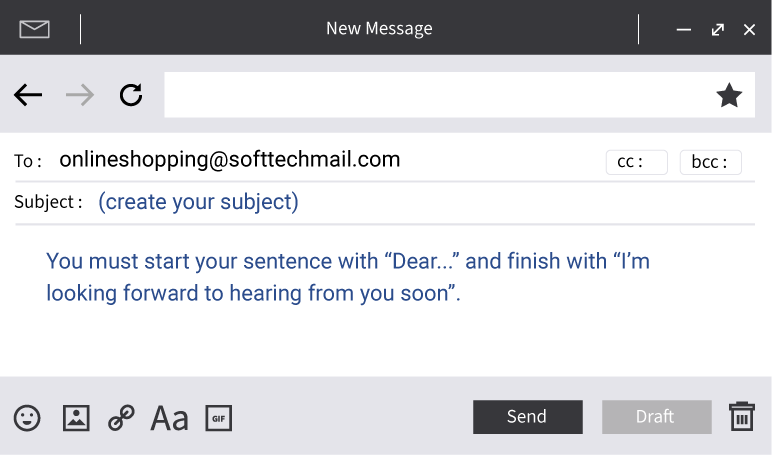 New Message
To : onlineshopping@softtechmail.com cc : bcc :
Subject : (create your subject)
You must start your sentence with “Dear...” and finish with “I’m
looking forward to hearing from you soon”.
Aa GIF Send Draft